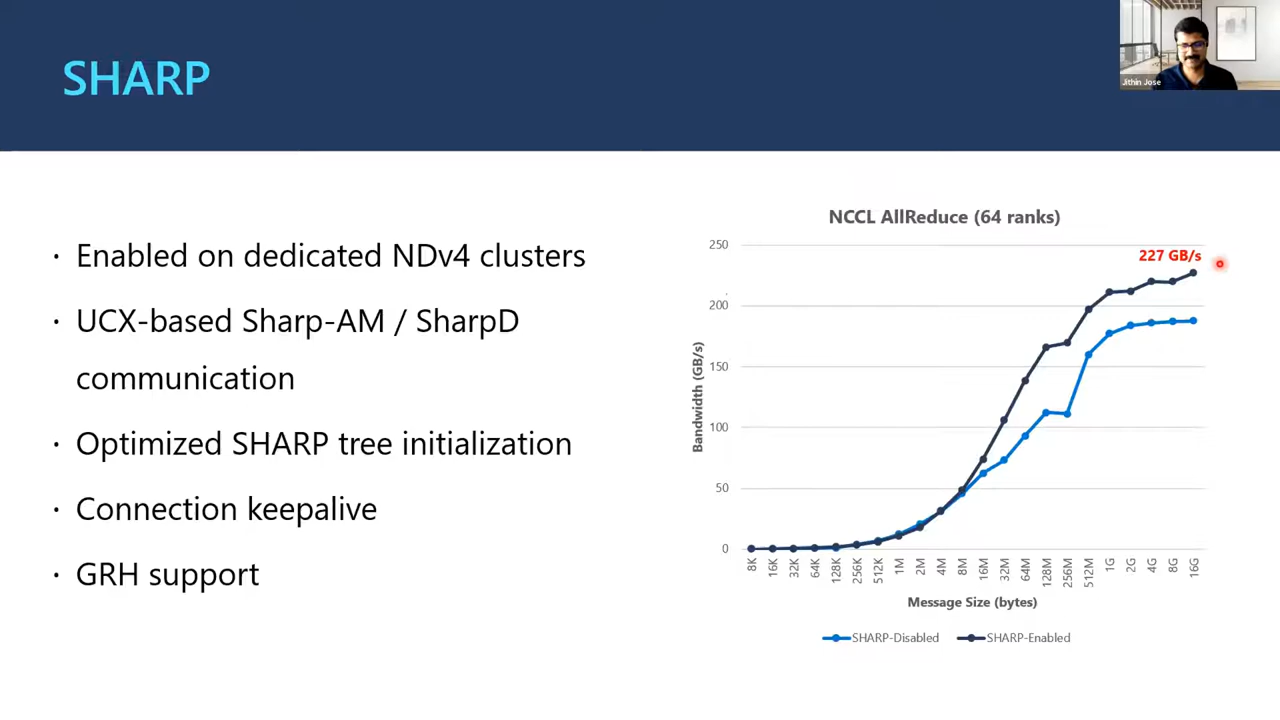 SHARP
Jithin Jose
· Enabled on dedicated NDv4 clusters
· UCX-based Sharp-AM / SharpD
communication
· Optimized SHARP tree initialization
· Connection keepalive
· GRH support
NCCL AllReduce (64 ranks)
227 GB/s
Bandwidth (GB/s)
250
200
150
100
50
0
8K 16K 32K 64K 128K 256K 512K 1M 2M 4M 8M 16M 32M 64M 128M 256M 512M 1G 2G 4G 8G 16G
Message Size (bytes)
SHARP-Disabled SHARP-Enabled